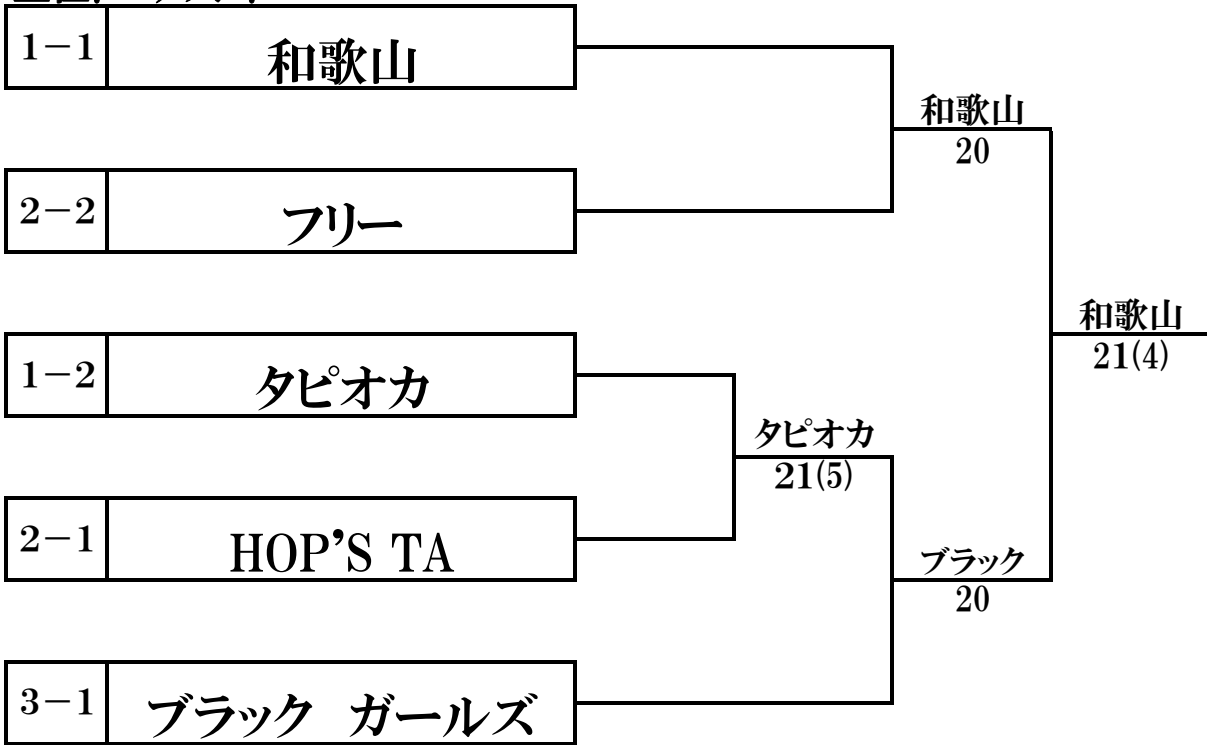 1−1 和歌山
和歌山
20
2−2 フリー
和歌山
21(4)
1−2 タピオカ
タピオカ
21(5)
2−1 HOP’S TA
ブラック
20
3−1 ブラック ガールズ